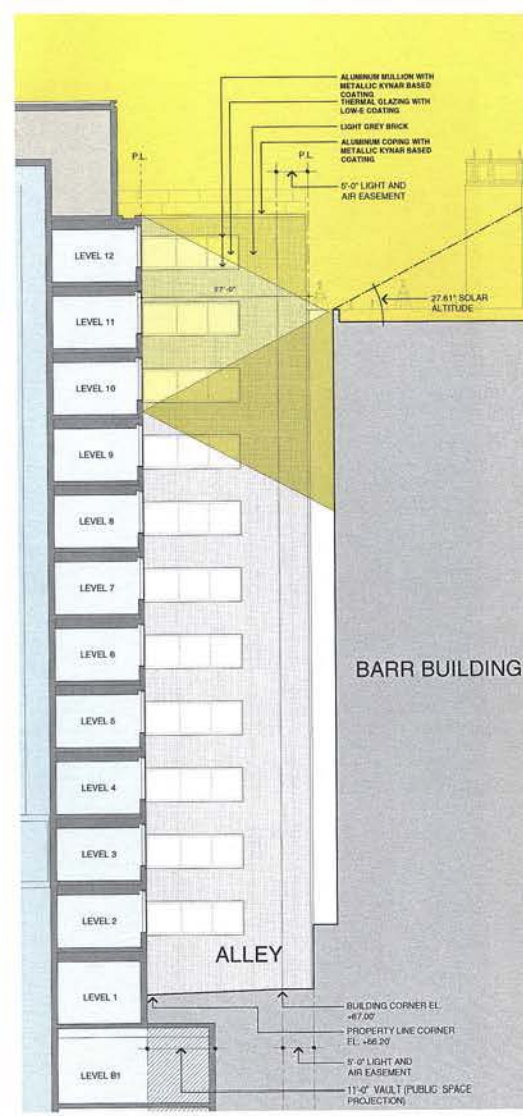 ALUMINUM MULLION WITH
METALLIC KYNAR BASED
COATING
THERMAL GLAZING WITH
LOW-E COATING
LIGHT GREY BRICK
ALUMINUM COPING WITH
METALLIC KYNAR BASED
COATING
P.L.
P.L.
5'-0" LIGHT AND
AIR EASEMENT
LEVEL 12
27.61° SOLAR
ALTITUDE
LEVEL 11
LEVEL 10
LEVEL 9
LEVEL 8
LEVEL 7
LEVEL 6
BARR BUILDING
LEVEL 5
LEVEL 4
LEVEL 3
LEVEL 2
ALLEY
LEVEL 1
BUILDING CORNER EL.
+67.00'
PROPERTY LINE CORNER
EL. +66.20'
5'-0" LIGHT AND
AIR EASEMENT
LEVEL B1
11'-0" VAULT (PUBLIC SPACE
PROJECTION)